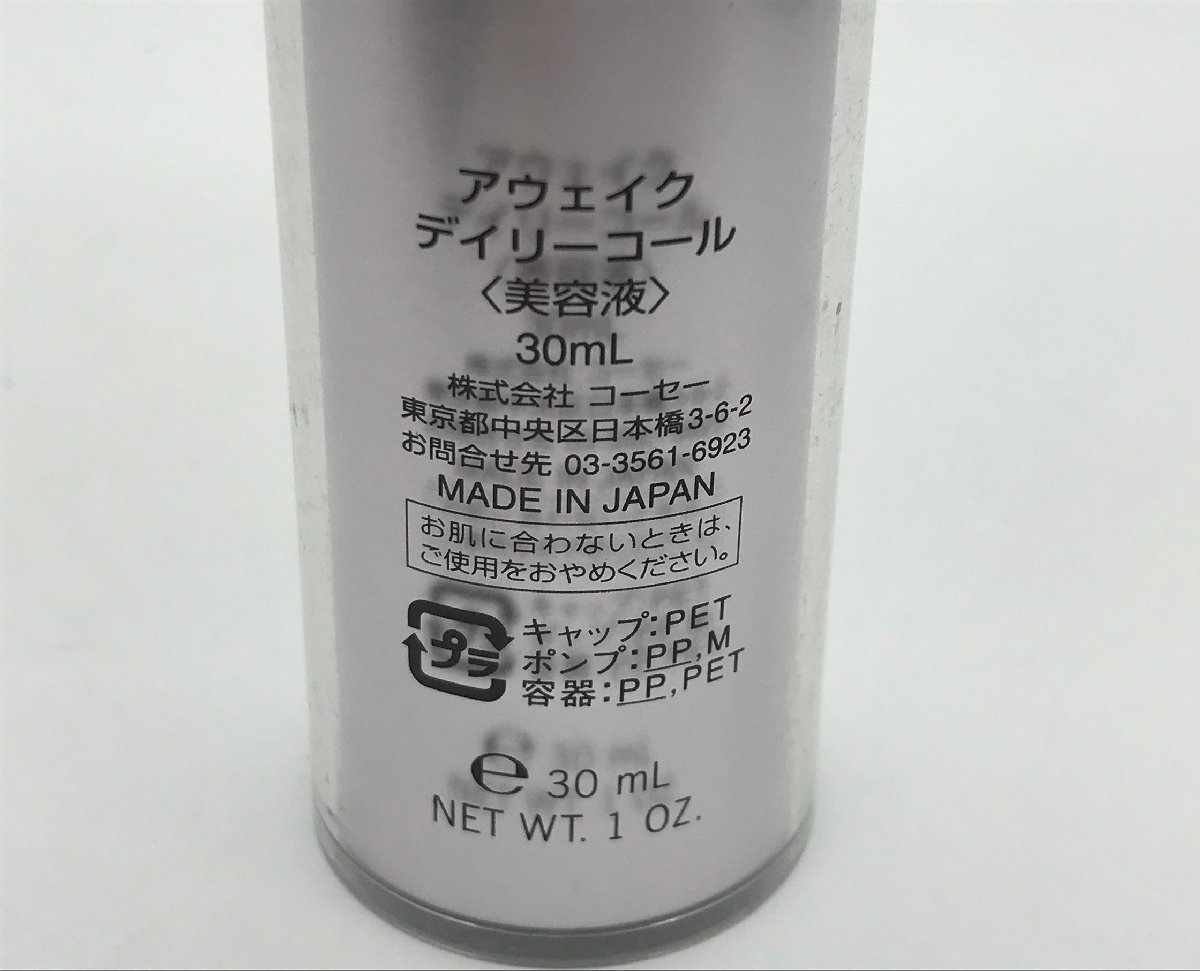 アウェイク
デイリーコール
〈美容液〉
30mL
株式会社 コーセー
東京都中央区日本橋3-6-2
お問合せ先 03-3561-6923
MADE IN JAPAN
お肌に合わないときは、
ご使用をおやめください。
プラ
キャップ:PET
ポンプ:PP,M
容器:PP,PET
e 30 mL
NET WT. 1 OZ.